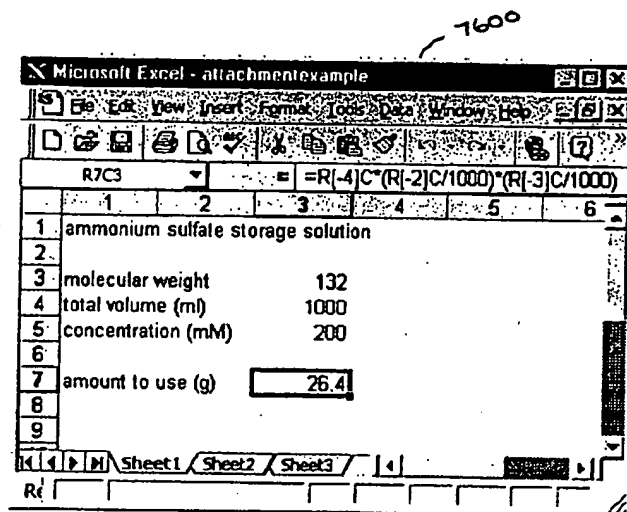 7600
Microsoft Excel - attachmentexample
File Edit View Insert Format Tools Data Window Help
R7C3 = =R[-4]C*(R[-2]C/1000)*(R[-3]C/1000)
1 2 3 4 5 6
1 ammonium sulfate storage solution
2
3 molecular weight 132
4 total volume (ml) 1000
5 concentration (mM) 200
6
7 amount to use (g) 26.4
8
9
Sheet1 Sheet2 Sheet3